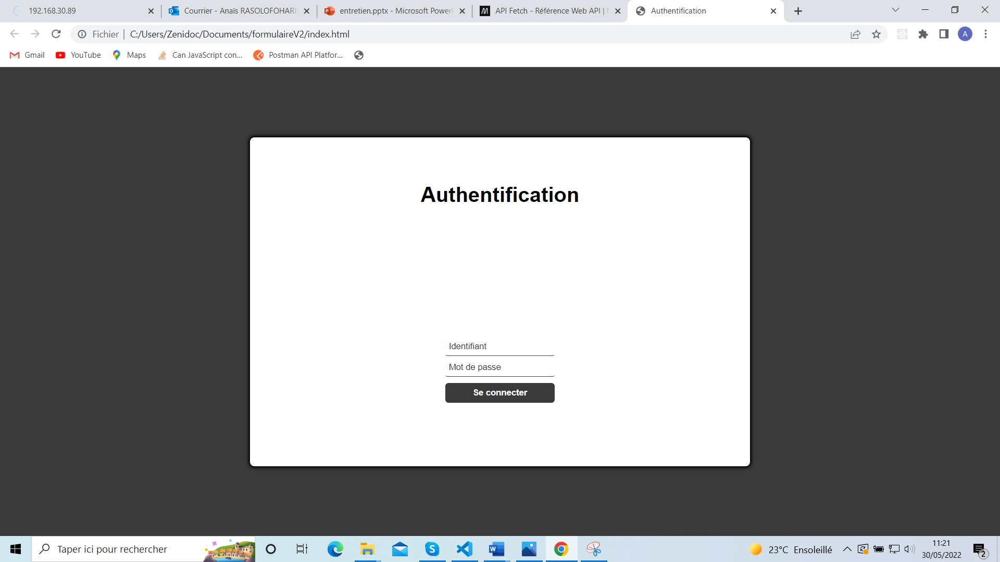 192.168.30.89
Courrier - Anaïs RASOLOFOHARI
entretien.pptx - Microsoft Power
API Fetch - Référence Web API |
Authentification
Fichier | C:/Users/Zenidoc/Documents/formulaireV2/index.html
A
Gmail
YouTube
Maps
Can JavaScript con...
Postman API Platfor...
Authentification
Identifiant
Mot de passe
Se connecter
Taper ici pour rechercher
23°C Ensoleillé
11:21
30/05/2022
2